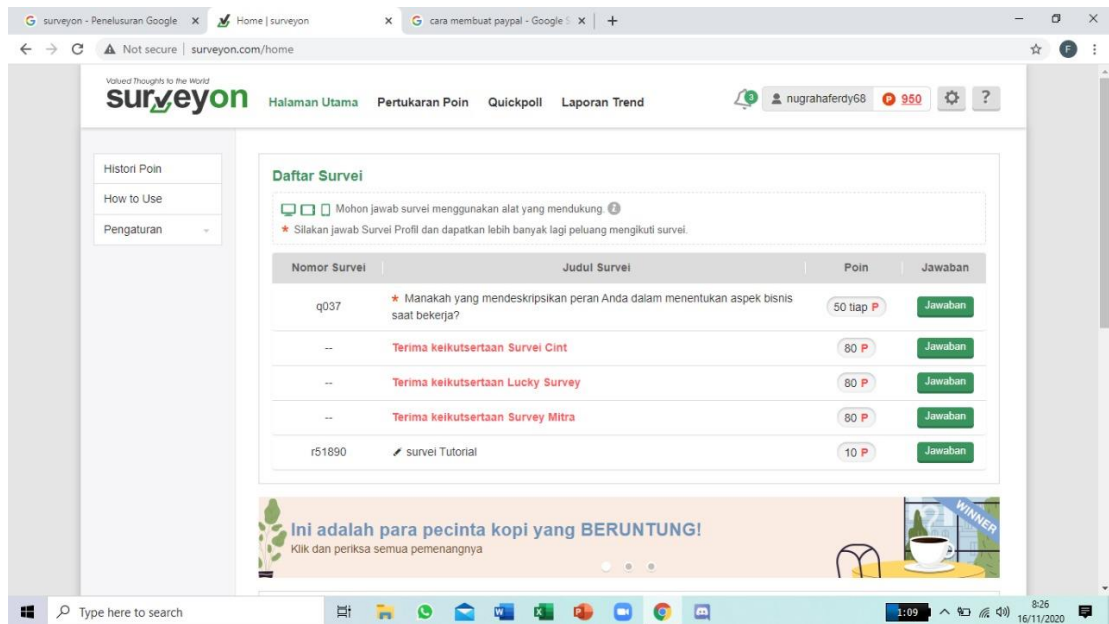 surveyon - Penelusuran Google
Home | surveyon
cara membuat paypal - Google S
Not secure | surveyon.com/home
F
Valued Thoughts to the World
surveyon
Halaman Utama Pertukaran Poin Quickpoll Laporan Trend
3
nugrahaferdy68 P 950
?
Histori Poin
How to Use
Pengaturan
Daftar Survei
Mohon jawab survei menggunakan alat yang mendukung. i
* Silakan jawab Survei Profil dan dapatkan lebih banyak lagi peluang mengikuti survei.
Nomor Survei Judul Survei Poin Jawaban
q037 * Manakah yang mendeskripsikan peran Anda dalam menentukan aspek bisnis
saat bekerja? 50 tiap P Jawaban
-- Terima keikutsertaan Survei Cint 80 P Jawaban
-- Terima keikutsertaan Lucky Survey 80 P Jawaban
-- Terima keikutsertaan Survey Mitra 80 P Jawaban
r51890 survei Tutorial 10 P Jawaban
Ini adalah para pecinta kopi yang BERUNTUNG!
Klik dan periksa semua pemenangnya
WINNER
Type here to search
1:09
8:26
16/11/2020